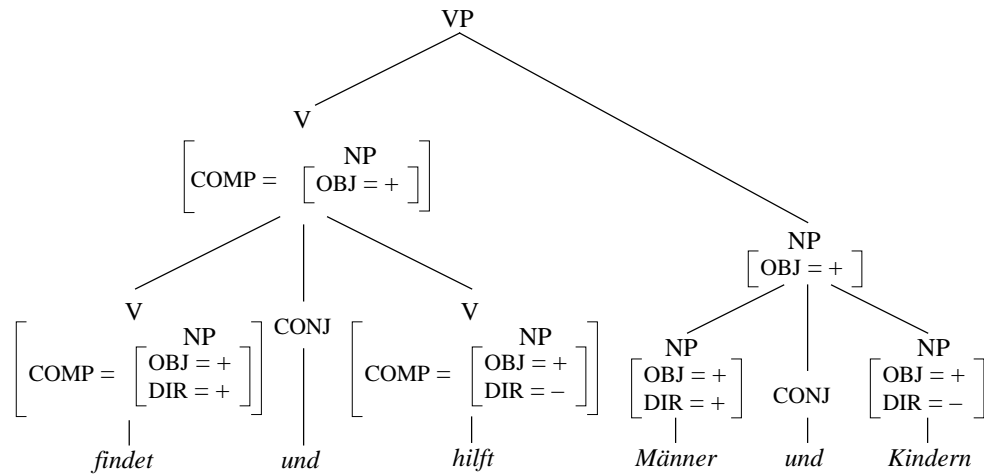 VP
V
NP
COMP = OBJ = +
NP
OBJ = +
V CONJ V
NP NP NP NP
COMP = OBJ = + COMP = OBJ = + OBJ = + OBJ = +
DIR = + DIR = − DIR = + CONJ DIR = −
findet und hilft Männer und Kindern